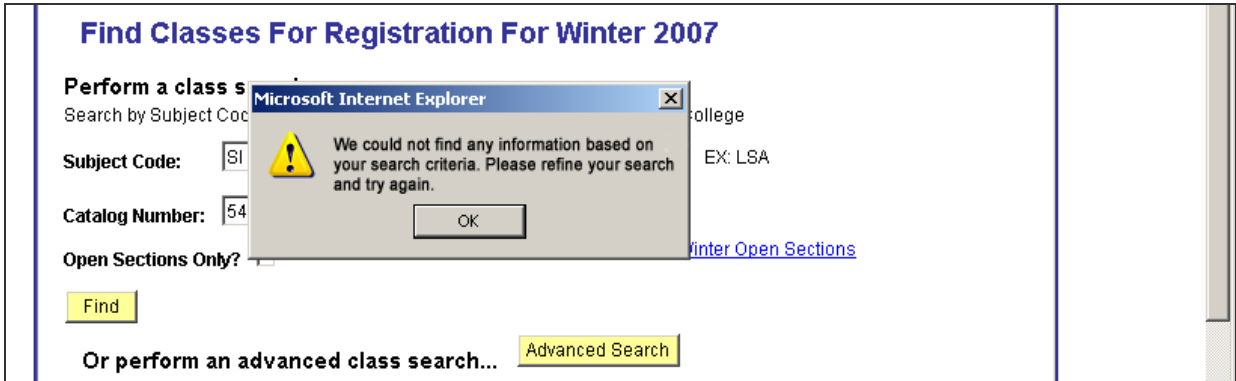 Find Classes For Registration For Winter 2007
Perform a class s
Search by Subject Coo
Microsoft Internet Explorer
We could not find any information based on
your search criteria. Please refine your search
and try again.
OK
ollege
Subject Code: SI
EX: LSA
Catalog Number: 54
Open Sections Only?
inter Open Sections
Find
Or perform an advanced class search... Advanced Search